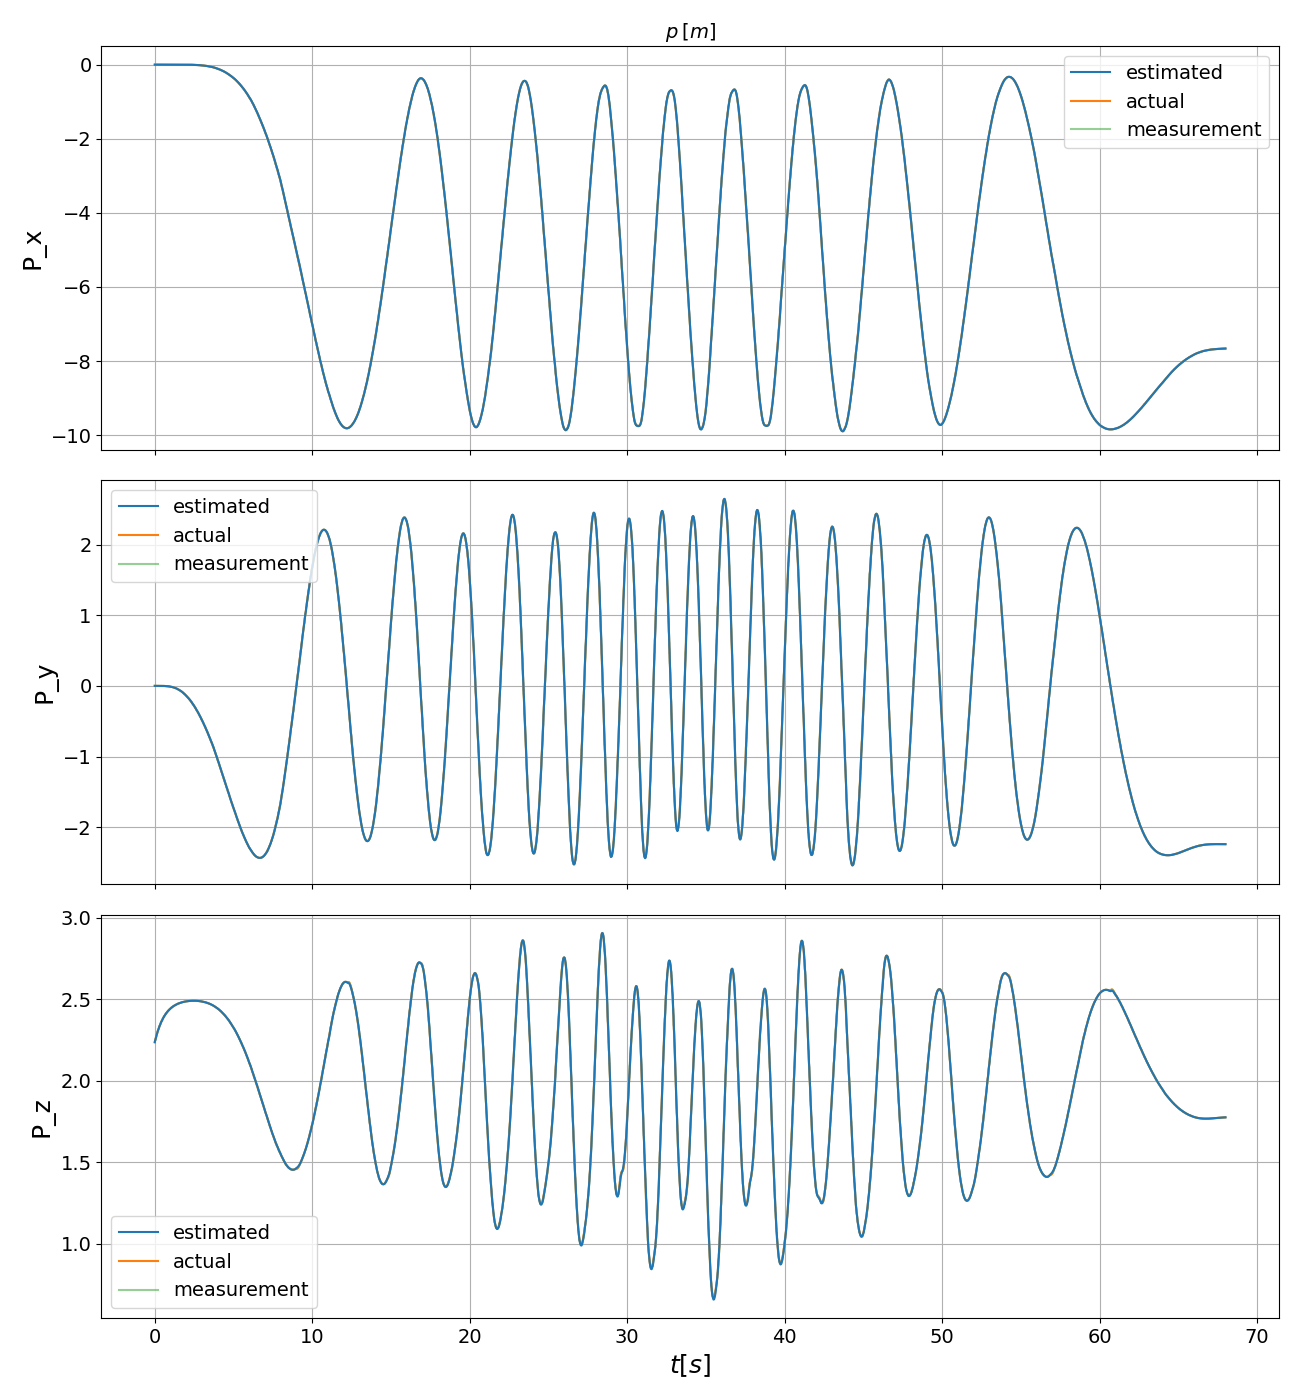 p [m]
0
−2
−4
−6
−8
−10
P_x
estimated
actual
measurement
2
1
0
−1
−2
P_y
estimated
actual
measurement
3.0
2.5
2.0
1.5
1.0
P_z
estimated
actual
measurement
0 10 20 30 40 50 60 70
t[s]